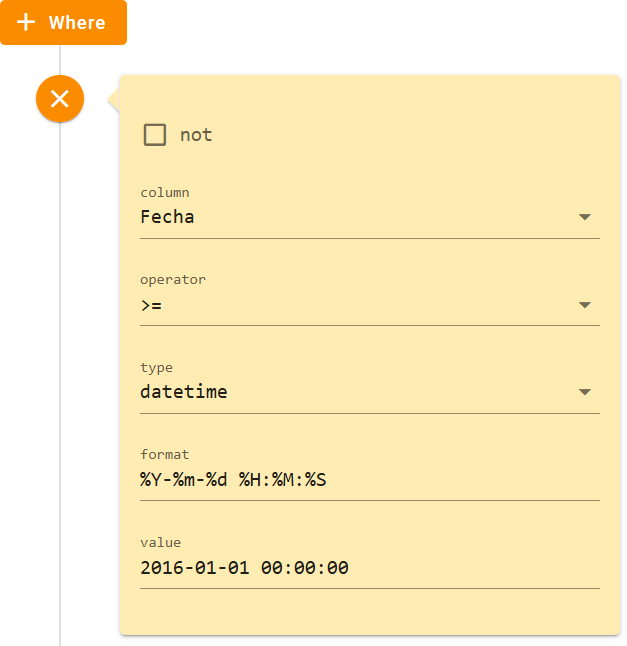 + Where
not
column
Fecha
operator
>=
type
datetime
format
%Y-%m-%d %H:%M:%S
value
2016-01-01 00:00:00